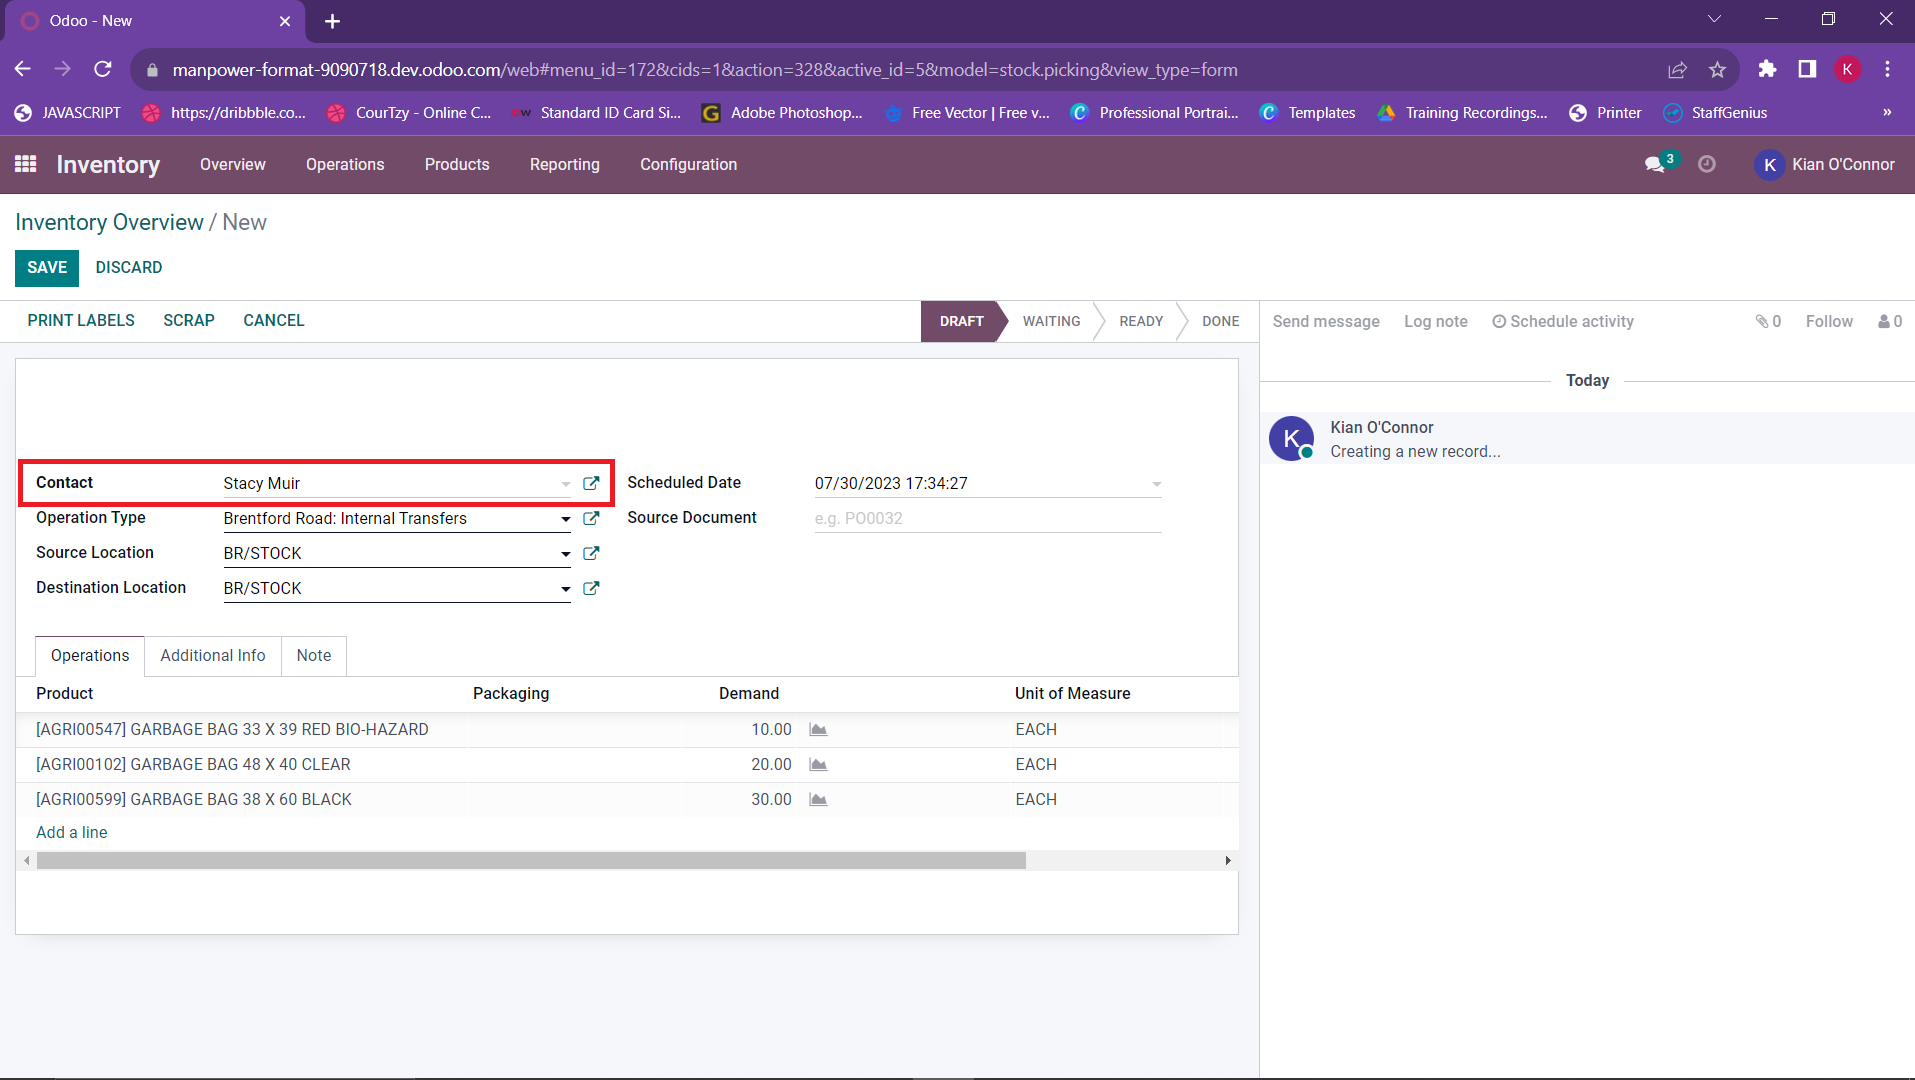 Odoo - New
manpower-format-9090718.dev.odoo.com/web#menu_id=172&cids=1&action=328&active_id=5&model=stock.picking&view_type=form
K
JAVASCRIPT https://dribbble.co... CourTzy - Online C... Standard ID Card Si... Adobe Photoshop... Free Vector | Free v... Professional Portrai... Templates Training Recordings... Printer StaffGenius »
Inventory Overview Operations Products Reporting Configuration 3 K Kian O'Connor
Inventory Overview / New
SAVE DISCARD
PRINT LABELS SCRAP CANCEL DRAFT WAITING READY DONE Send message Log note Schedule activity 0 Follow 0
Today
K Kian O'Connor
Creating a new record...
Contact Stacy Muir Scheduled Date 07/30/2023 17:34:27
Operation Type Brentford Road: Internal Transfers Source Document e.g. PO0032
Source Location BR/STOCK
Destination Location BR/STOCK
Operations Additional Info Note
Product Packaging Demand Unit of Measure
[AGRI00547] GARBAGE BAG 33 X 39 RED BIO-HAZARD 10.00 EACH
[AGRI00102] GARBAGE BAG 48 X 40 CLEAR 20.00 EACH
[AGRI00599] GARBAGE BAG 38 X 60 BLACK 30.00 EACH
Add a line